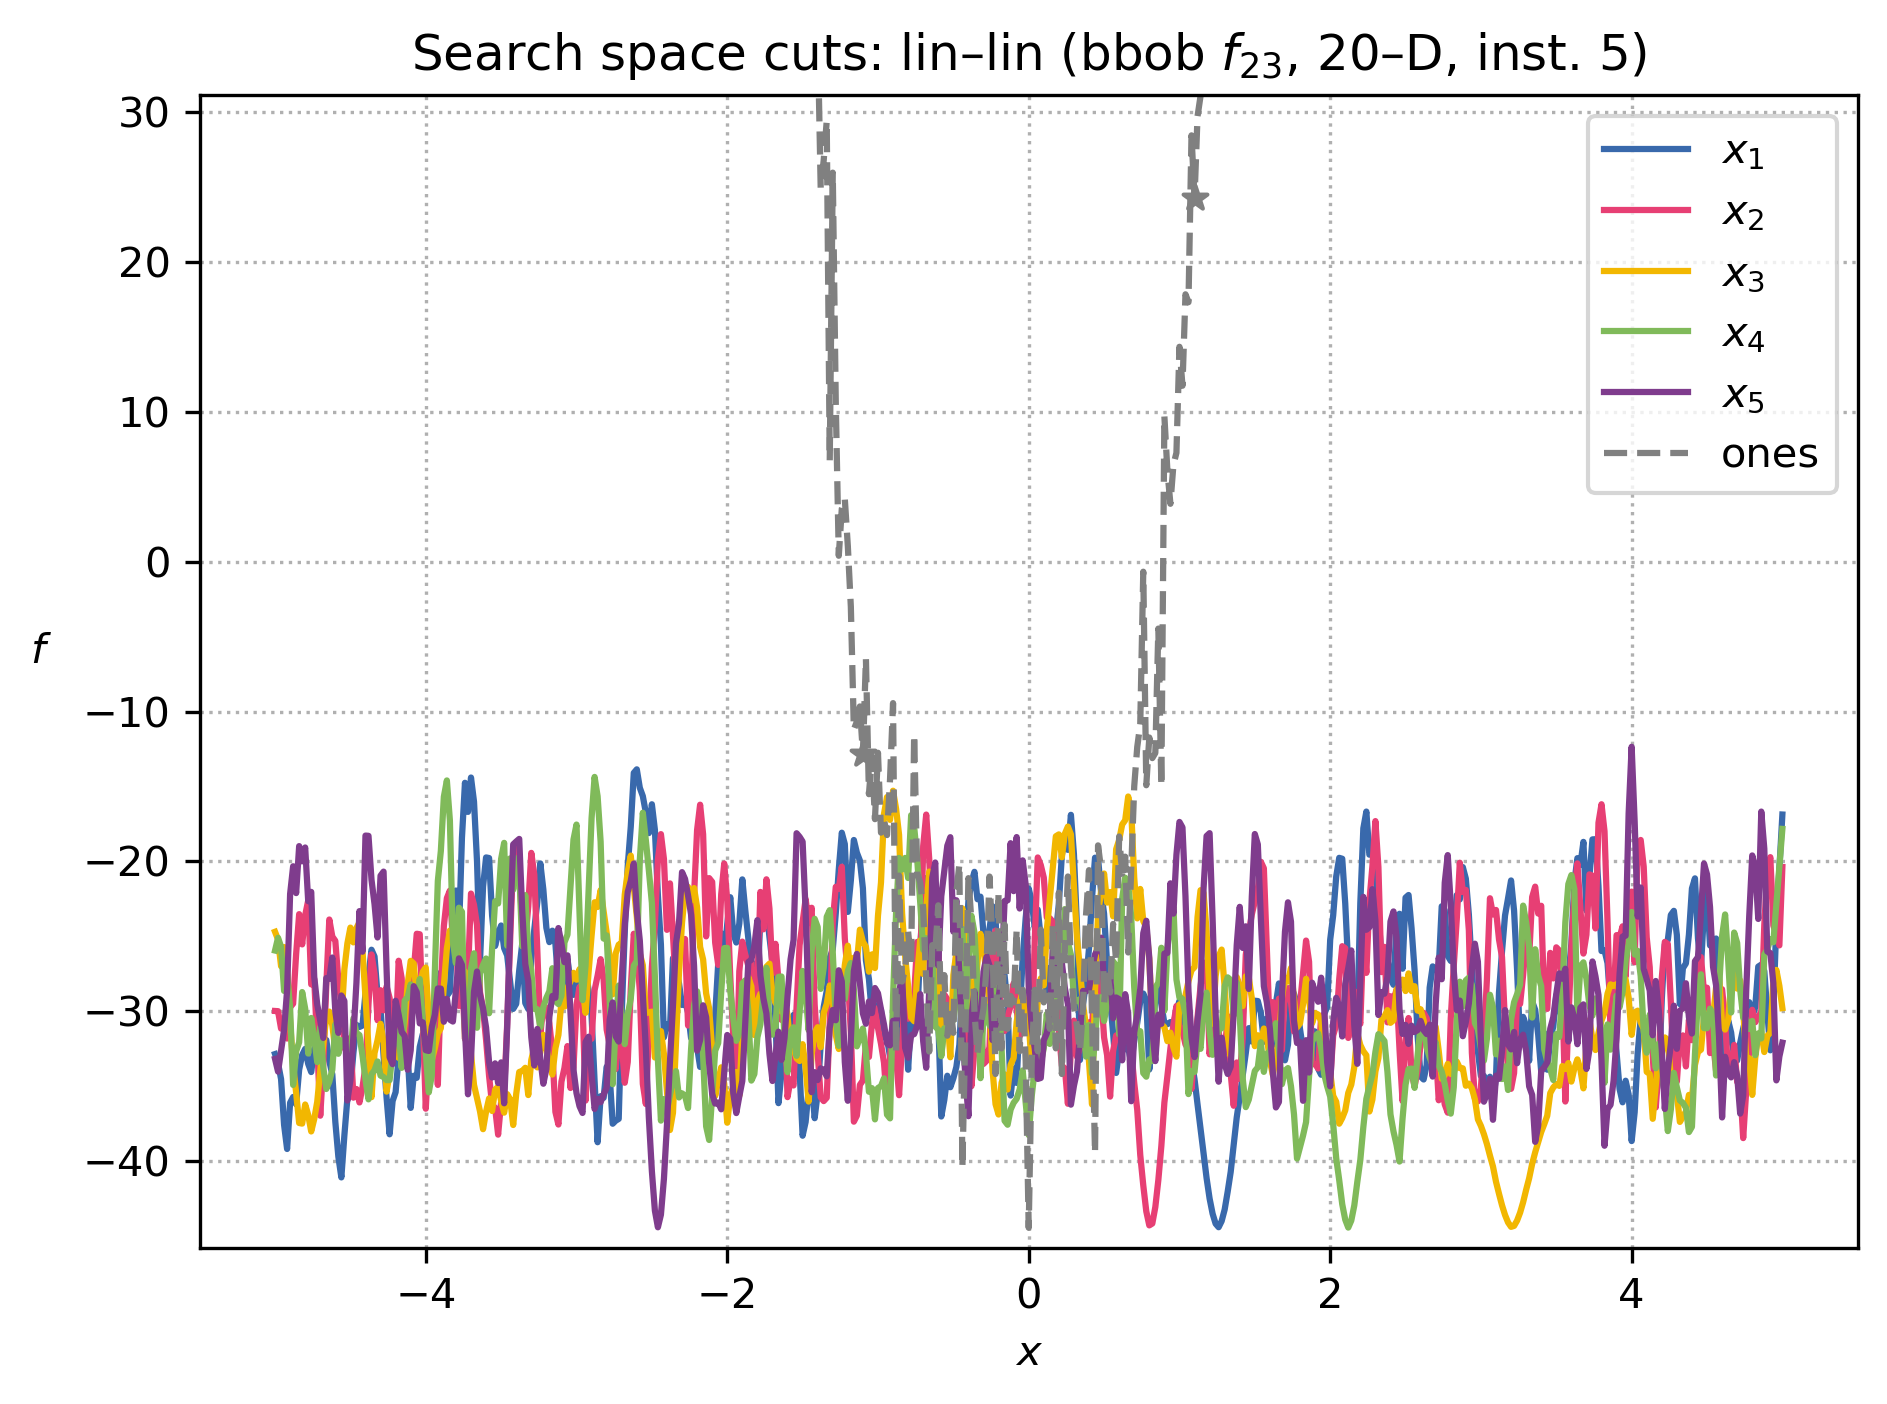 Search space cuts: lin–lin (bbob f₂₃, 20–D, inst. 5)
30
20
10
0
−10
−20
−30
−40
f
−4
−2
0
2
4
x
x₁
x₂
x₃
x₄
x₅
ones